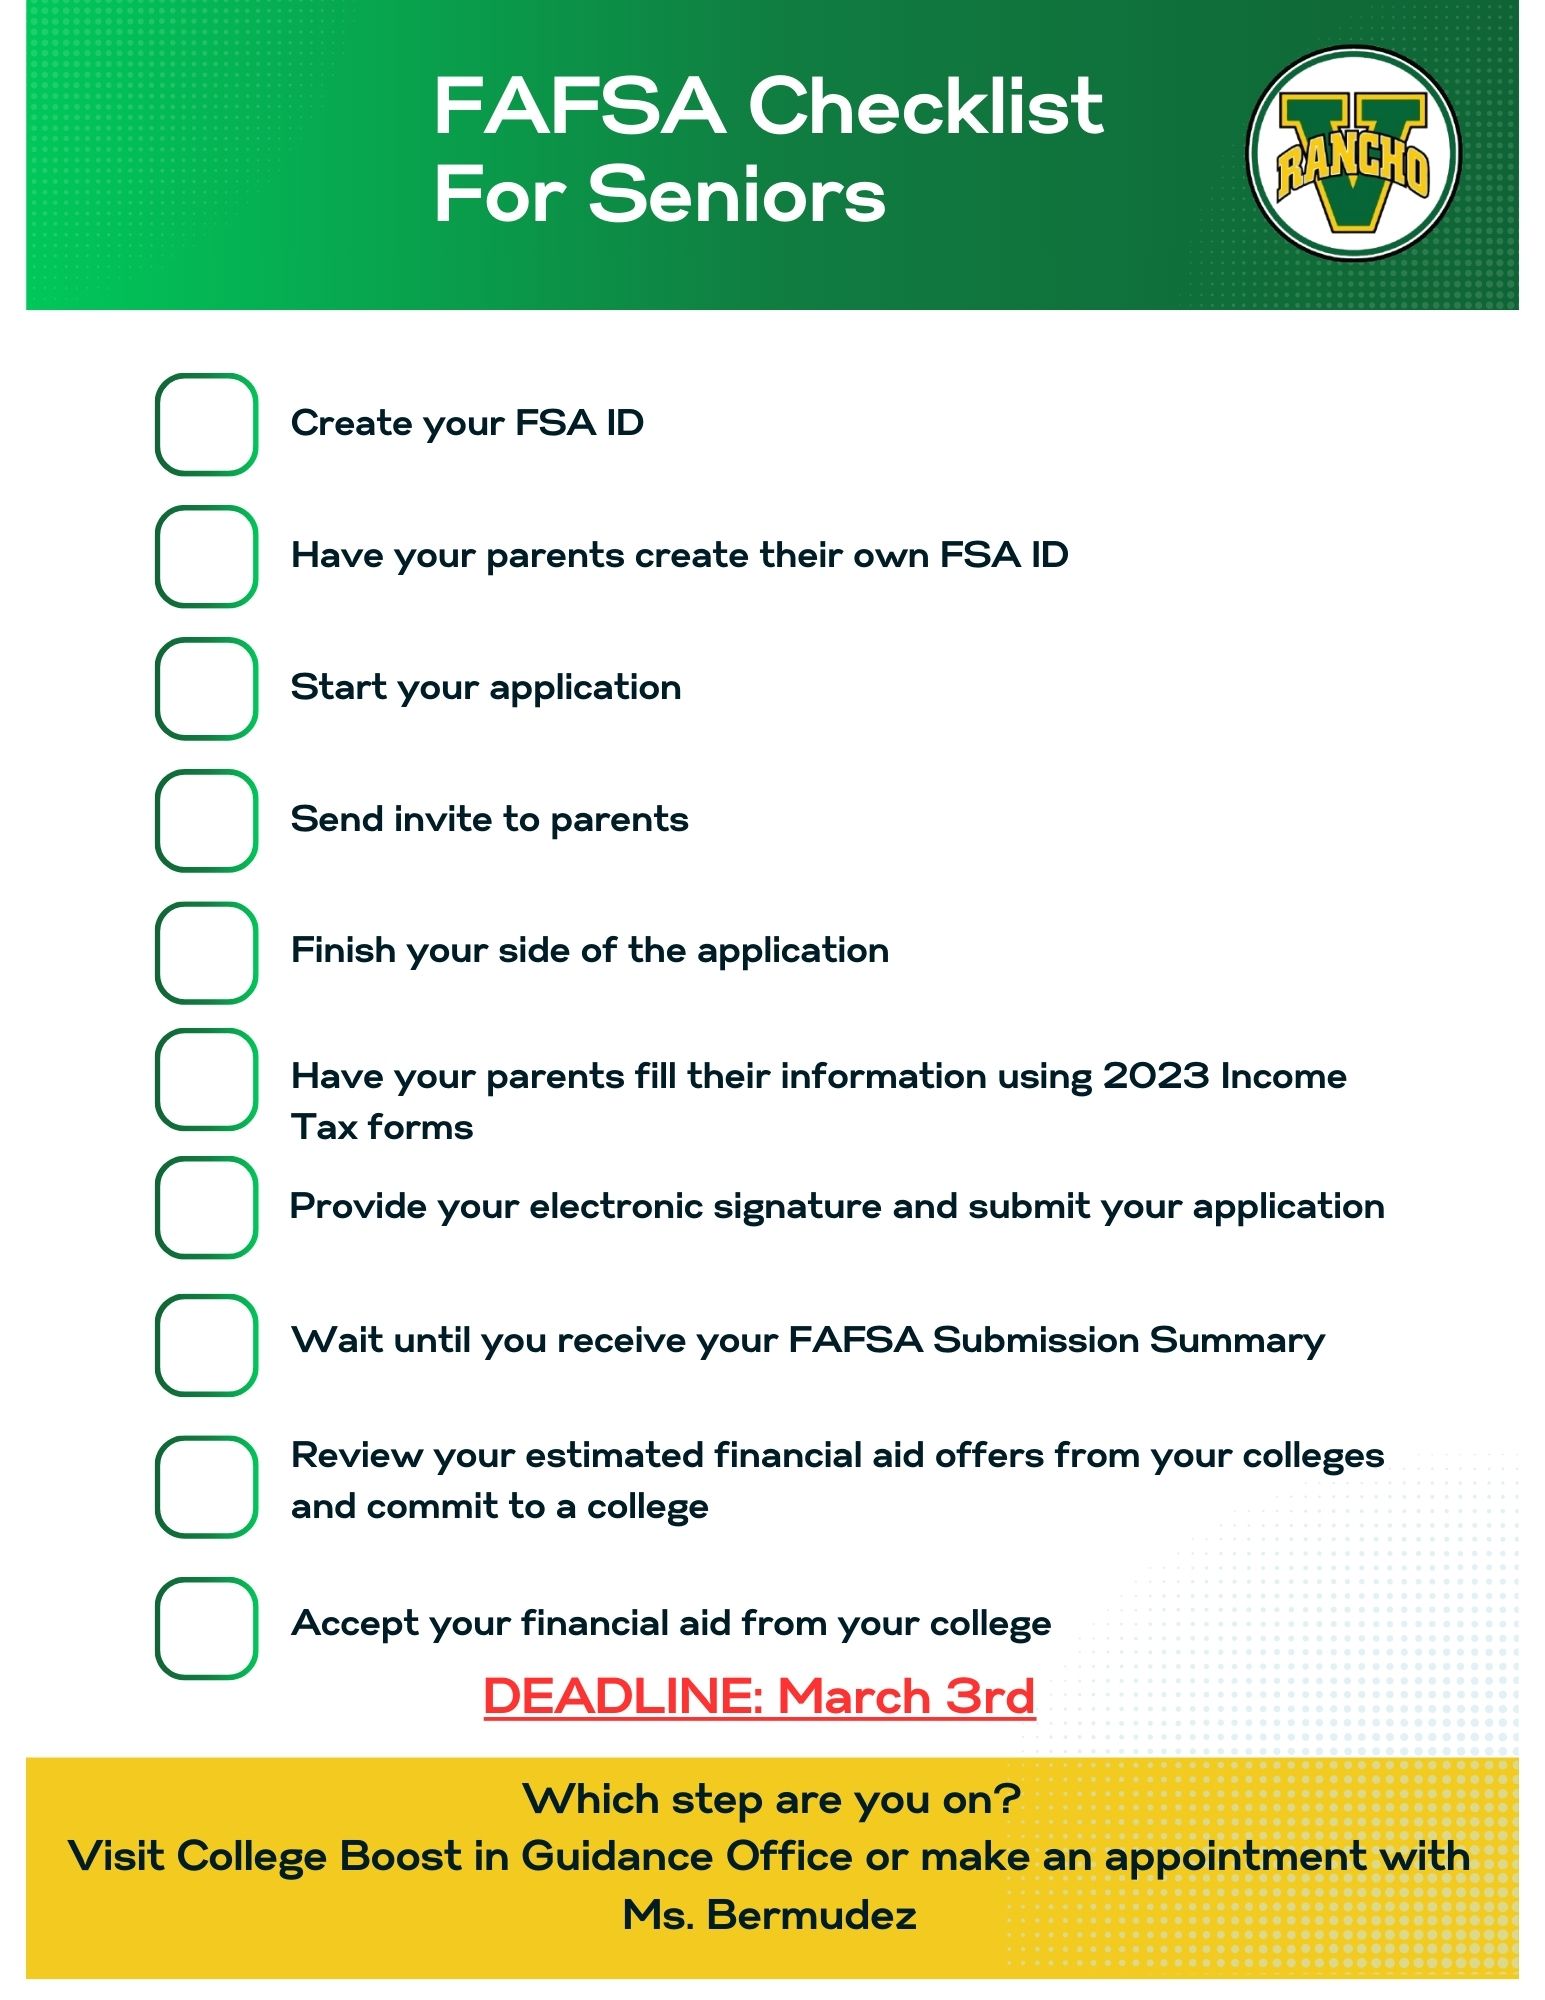 FAFSA Checklist
For Seniors
V
RANCHO
Create your FSA ID
Have your parents create their own FSA ID
Start your application
Send invite to parents
Finish your side of the application
Have your parents fill their information using 2023 Income
Tax forms
Provide your electronic signature and submit your application
Wait until you receive your FAFSA Submission Summary
Review your estimated financial aid offers from your colleges
and commit to a college
Accept your financial aid from your college
DEADLINE: March 3rd
Which step are you on?
Visit College Boost in Guidance Office or make an appointment with
Ms. Bermudez